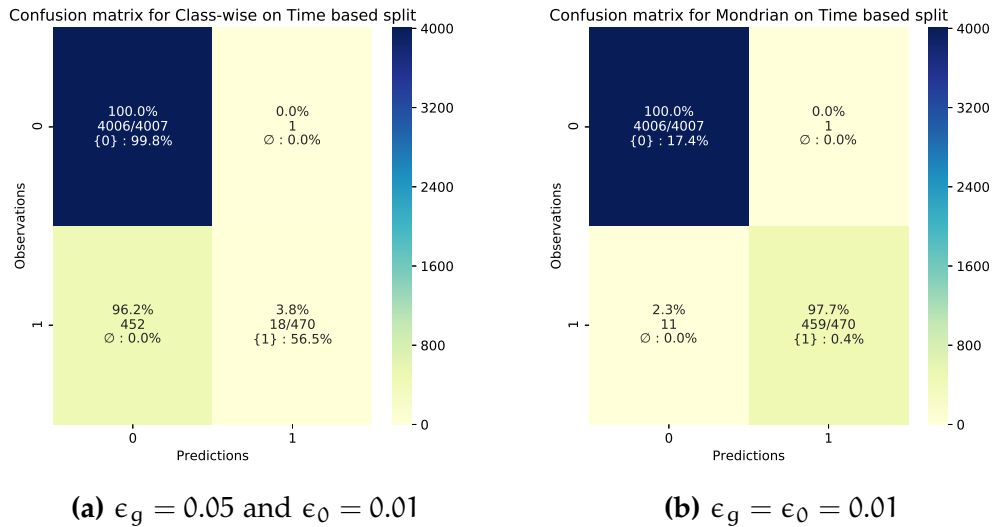 Confusion matrix for Class-wise on Time based split
Observations
0
1
100.0%
4006/4007
{0} : 99.8%
0.0%
1
∅ : 0.0%
96.2%
452
∅ : 0.0%
3.8%
18/470
{1} : 56.5%
0
1
Predictions
4000
3200
2400
1600
800
0
(a) ϵg = 0.05 and ϵ0 = 0.01
Confusion matrix for Mondrian on Time based split
Observations
0
1
100.0%
4006/4007
{0} : 17.4%
0.0%
1
∅ : 0.0%
2.3%
11
∅ : 0.0%
97.7%
459/470
{1} : 0.4%
0
1
Predictions
4000
3200
2400
1600
800
0
(b) ϵg = ϵ0 = 0.01